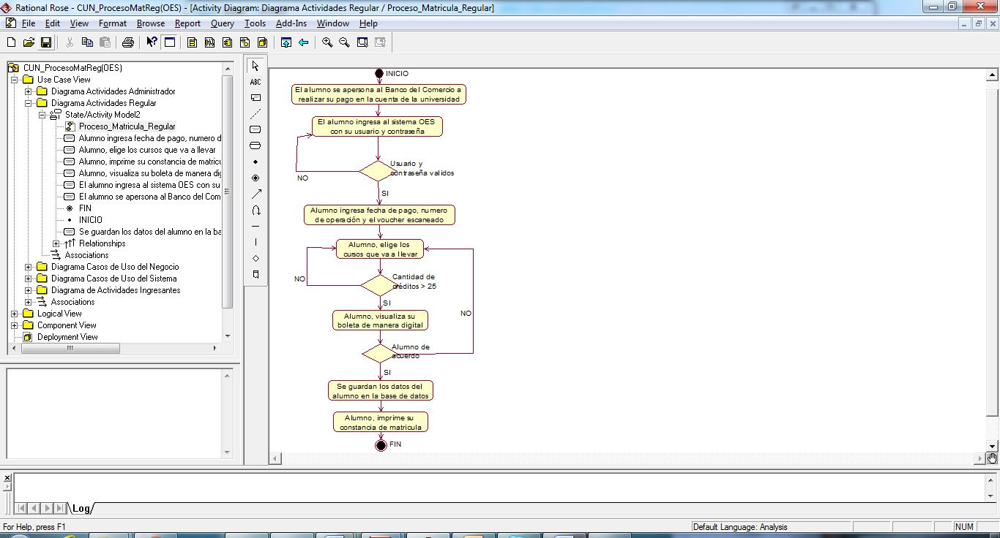 Rational Rose - CUN_ProcesoMatReg(OES) - [Activity Diagram: Diagrama Actividades Regular / Proceso_Matricula_Regular]
File Edit View Format Browse Report Query Tools Add-Ins Window Help
CUN_ProcesoMatReg(OES)
Use Case View
Diagrama Actividades Administrador
Diagrama Actividades Regular
State/Activity Model2
Proceso_Matricula_Regular
Alumno ingresa fecha de pago, numero d
Alumno, elige los cursos que va a llevar
Alumno, imprime su constancia de matricu
Alumno, visualiza su boleta de manera dig
El alumno ingresa al sistema OES con su
El alumno se apersona al Banco del Com
FIN
INICIO
Se guardan los datos del alumno en la ba
Relationships
Associations
Diagrama Casos de Uso del Negocio
Diagrama Casos de Uso del Sistema
Diagrama de Actividades Ingresantes
Associations
Logical View
Component View
Deployment View
ABC
INICIO
El alumno se apersona al Banco del Comercio a
realizar su pago en la cuenta de la universidad
El alumno ingresa al sistema OES
con su usuario y contraseña
Usuario y
contraseña validos
NO
SI
Alumno ingresa fecha de pago, numero
de operación y el voucher escaneado
Alumno, elige los
cursos que va a llevar
Cantidad de
créditos > 25
NO
SI
NO
Alumno, visualiza su
boleta de manera digital
Alumno de
acuerdo
SI
Se guardan los datos del
alumno en la base de datos
Alumno, imprime su
constancia de matricula
FIN
Log
For Help, press F1
Default Language: Analysis
NUM